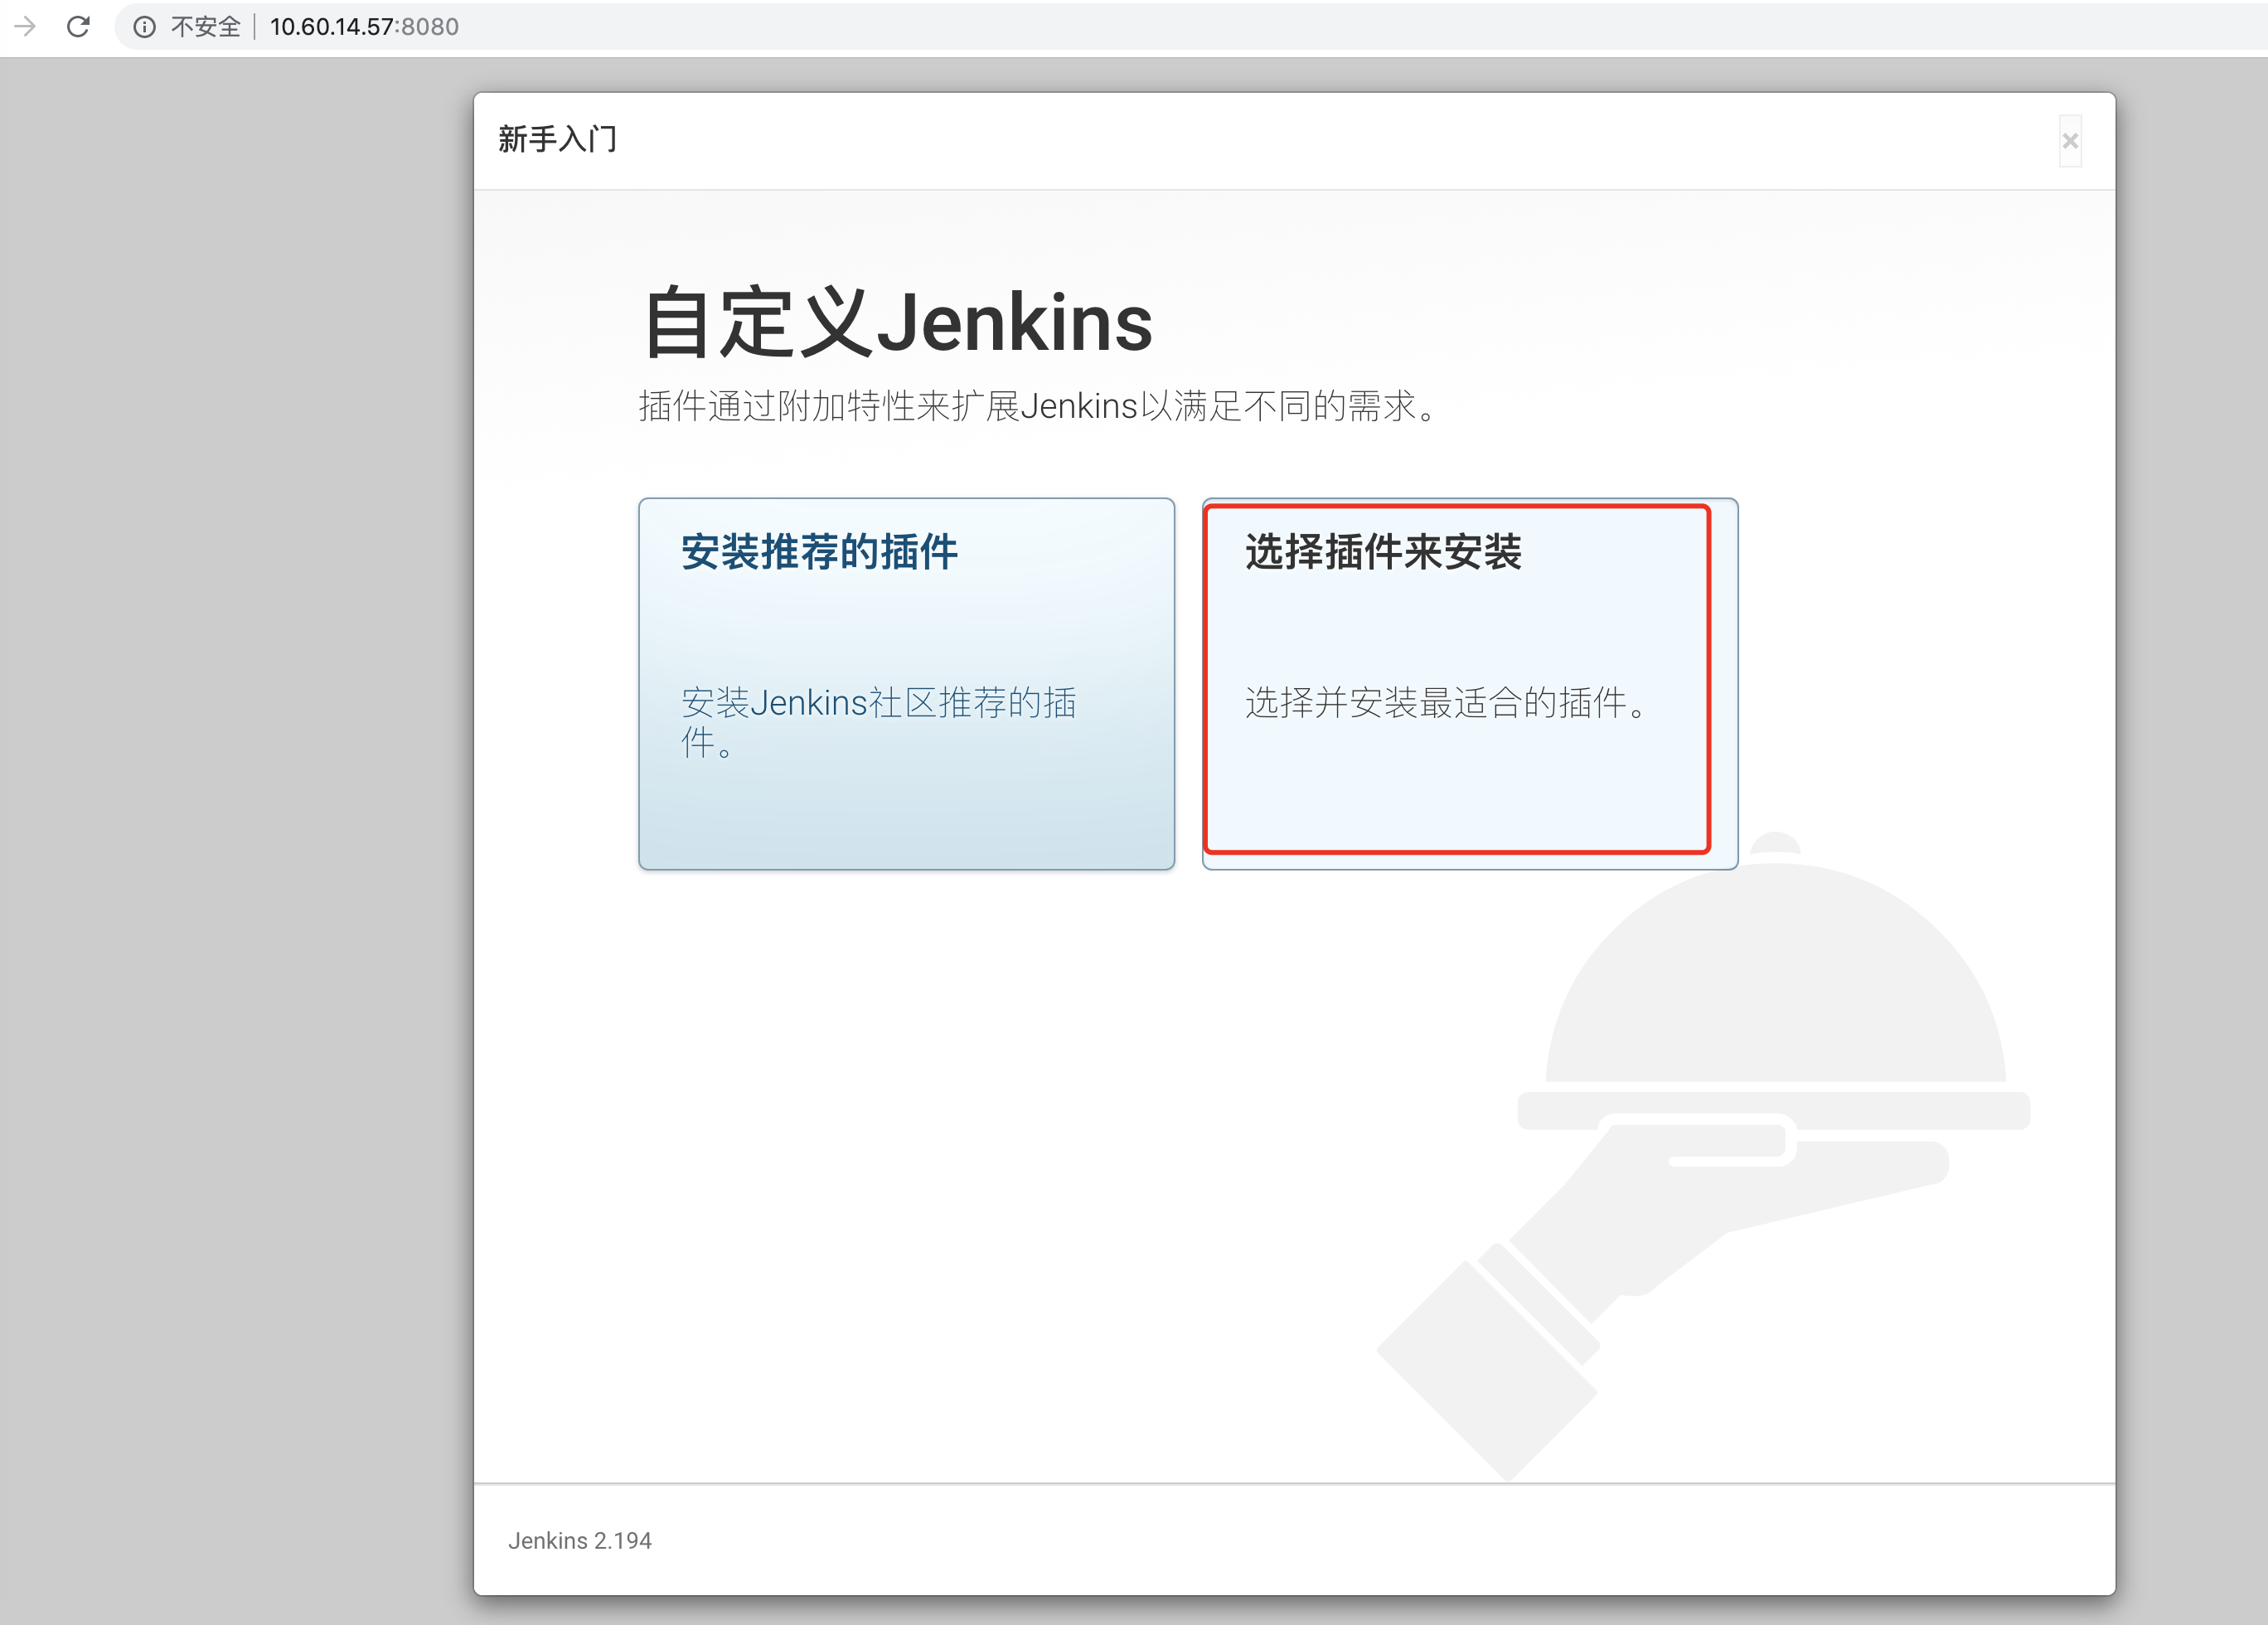 不安全 10.60.14.57:8080
新手入门 ×
自定义Jenkins
插件通过附加特性来扩展Jenkins以满足不同的需求。
安装推荐的插件
安装Jenkins社区推荐的插
件。
选择插件来安装
选择并安装最适合的插件。
Jenkins 2.194